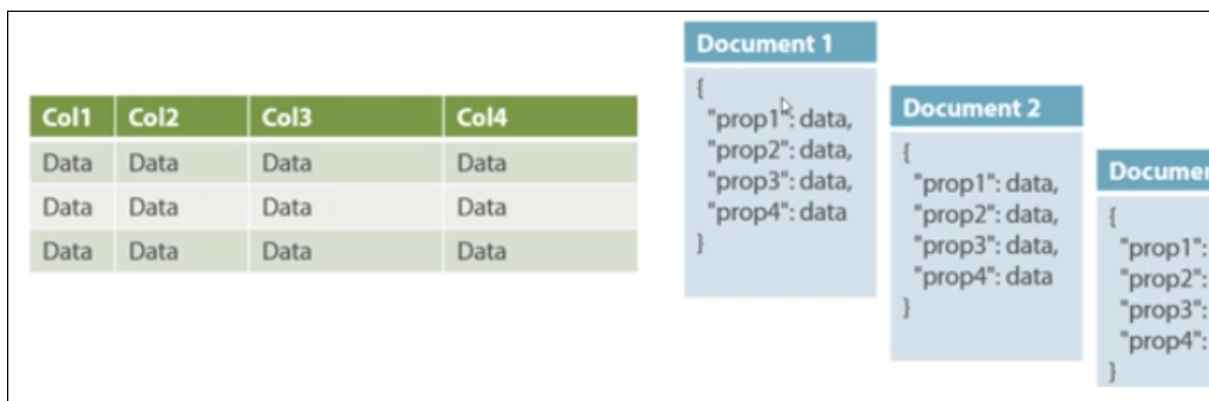 Col1 Col2 Col3 Col4
Data Data Data Data
Data Data Data Data
Data Data Data Data
Document 1
{
"prop1": data,
"prop2": data,
"prop3": data,
"prop4": data
}
Document 2
{
"prop1": data,
"prop2": data,
"prop3": data,
"prop4": data
}
{
"prop1":
"prop2":
"prop3":
"prop4":
}